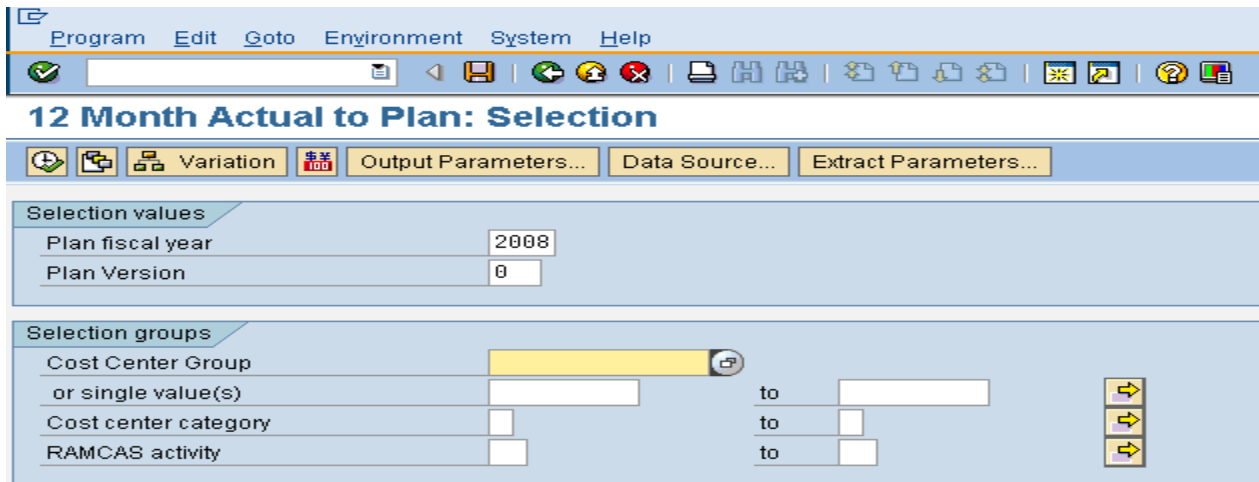 Program Edit Goto Environment System Help
12 Month Actual to Plan: Selection
Variation Output Parameters... Data Source... Extract Parameters...
Selection values
Plan fiscal year 2008
Plan Version 0
Selection groups
Cost Center Group
or single value(s) to
Cost center category to
RAMCAS activity to